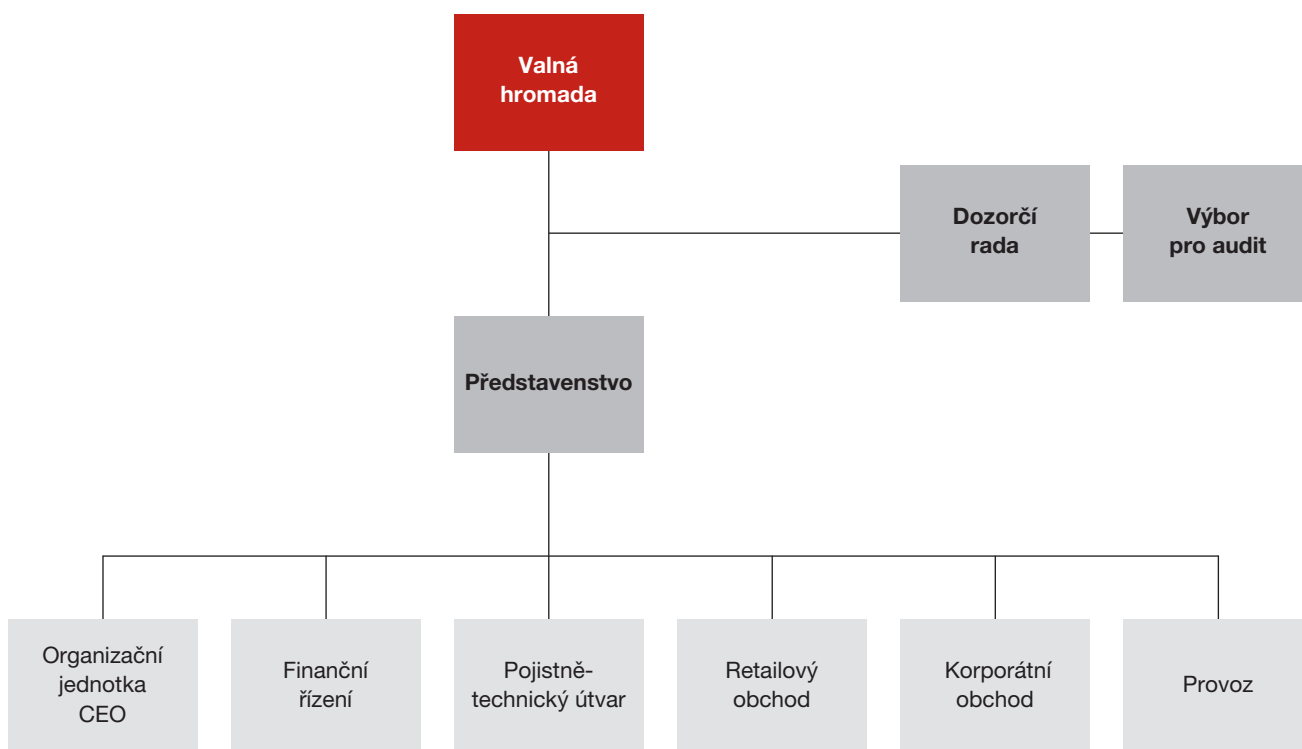 Valná
hromada
Dozorčí
rada
Výbor
pro audit
Představenstvo
Organizační
jednotka
CEO
Finanční
řízení
Pojistně-
technický útvar
Retailový
obchod
Korporátní
obchod
Provoz